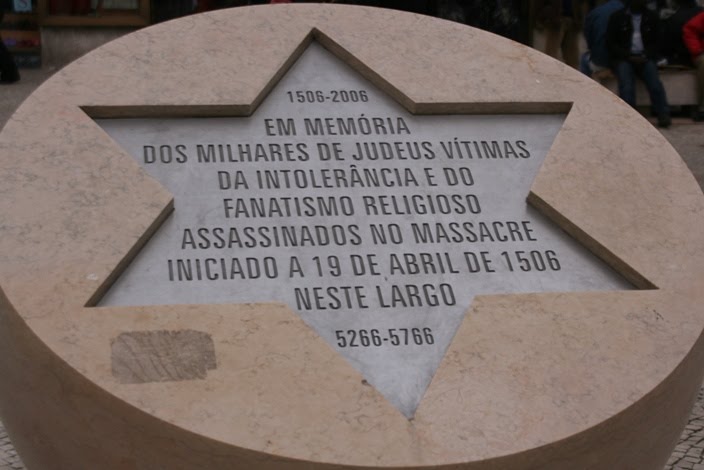 1506-2006
EM MEMÓRIA
DOS MILHARES DE JUDEUS VÍTIMAS
DA INTOLERÂNCIA E DO
FANATISMO RELIGIOSO
ASSASSINADOS NO MASSACRE
INICIADO A 19 DE ABRIL DE 1506
NESTE LARGO
5266-5766